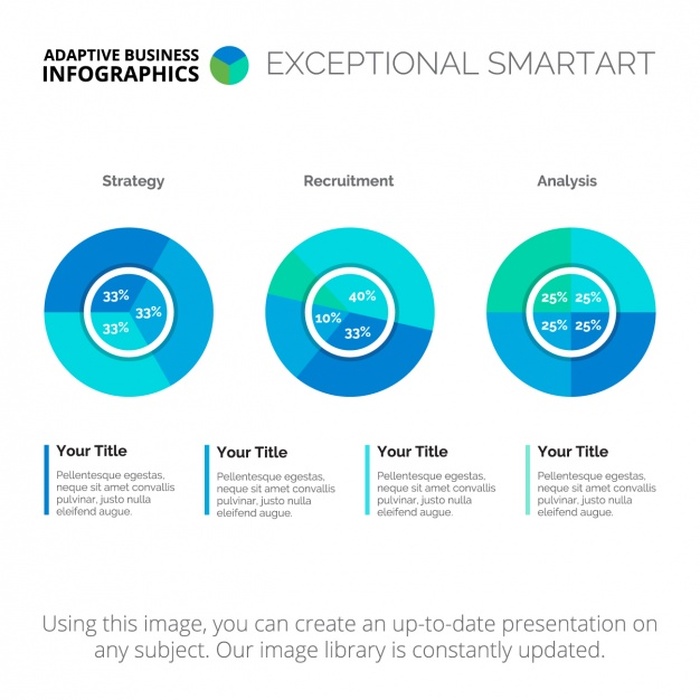 ADAPTIVE BUSINESS
INFOGRAPHICS
EXCEPTIONAL SMARTART
Strategy
Recruitment
Analysis
33%
33%
33%
40%
10%
33%
25% 25%
25% 25%
Your Title
Pellentesque egestas,
neque sit amet convallis
pulvinar, justo nulla
eleifend augue.
Your Title
Pellentesque egestas,
neque sit amet convallis
pulvinar, justo nulla
eleifend augue.
Your Title
Pellentesque egestas,
neque sit amet convallis
pulvinar, justo nulla
eleifend augue.
Your Title
Pellentesque egestas,
neque sit amet convallis
pulvinar, justo nulla
eleifend augue.
Using this image, you can create an up-to-date presentation on
any subject. Our image library is constantly updated.